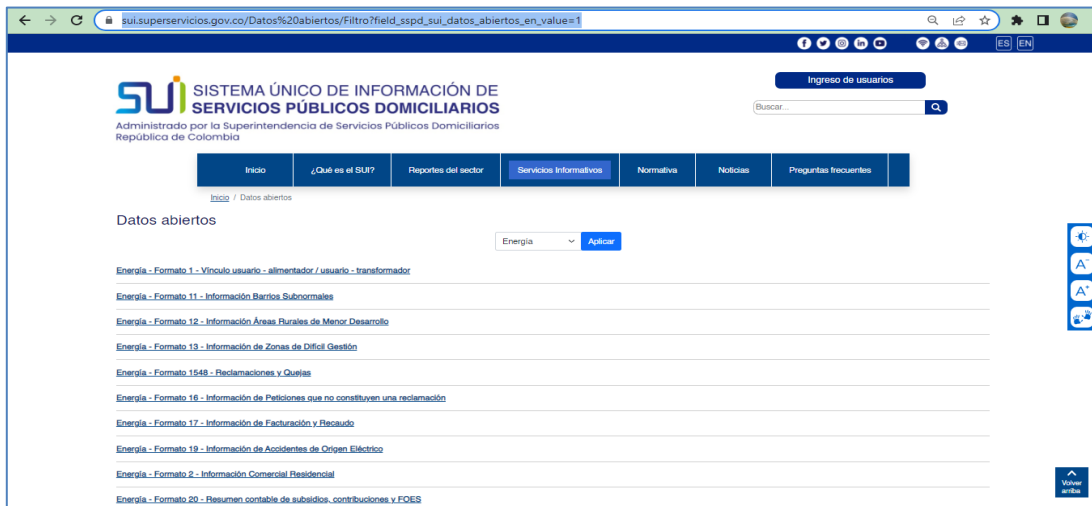 sui.superservicios.gov.co/Datos%20abiertos/Filtro?field_sspd_sui_datos_abiertos_en_value=1
ES EN
sui SISTEMA ÚNICO DE INFORMACIÓN DE
SERVICIOS PÚBLICOS DOMICILIARIOS
Administrado por la Superintendencia de Servicios Públicos Domiciliarios
República de Colombia
Ingreso de usuarios
Buscar...
Inicio ¿Qué es el SUI? Reportes del sector Servicios Informativos Normativa Noticias Preguntas frecuentes
Inicio / Datos abiertos
Datos abiertos
Energía Aplicar
Energía - Formato 1 - Vínculo usuario - alimentador / usuario - transformador
Energía - Formato 11 - Información Barrios Subnormales
Energía - Formato 12 - Información Áreas Rurales de Menor Desarrollo
Energía - Formato 13 - Información de Zonas de Difícil Gestión
Energía - Formato 1548 - Reclamaciones y Quejas
Energía - Formato 16 - Información de Peticiones que no constituyen una reclamación
Energía - Formato 17 - Información de Facturación y Recaudo
Energía - Formato 19 - Información de Accidentes de Origen Eléctrico
Energía - Formato 2 - Información Comercial Residencial
Energía - Formato 20 - Resumen contable de subsidios, contribuciones y FOES
A-
A+
Volver
arriba